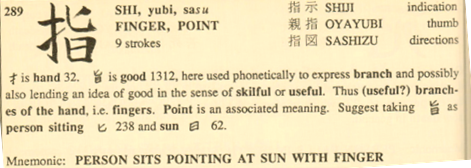 289
指
SHI, yubi, sasu
FINGER, POINT
9 strokes
指示 SHIJI indication
親指 OYAYUBI thumb
指図 SASHIZU directions
扌is hand 32. 旨 is good 1312, here used phonetically to express branch and possibly
also lending an idea of good in the sense of skilful or useful. Thus (useful?) branch-
es of the hand, i.e. fingers. Point is an associated meaning. Suggest taking 旨 as
person sitting 匕 238 and sun 日 62.
Mnemonic: PERSON SITS POINTING AT SUN WITH FINGER